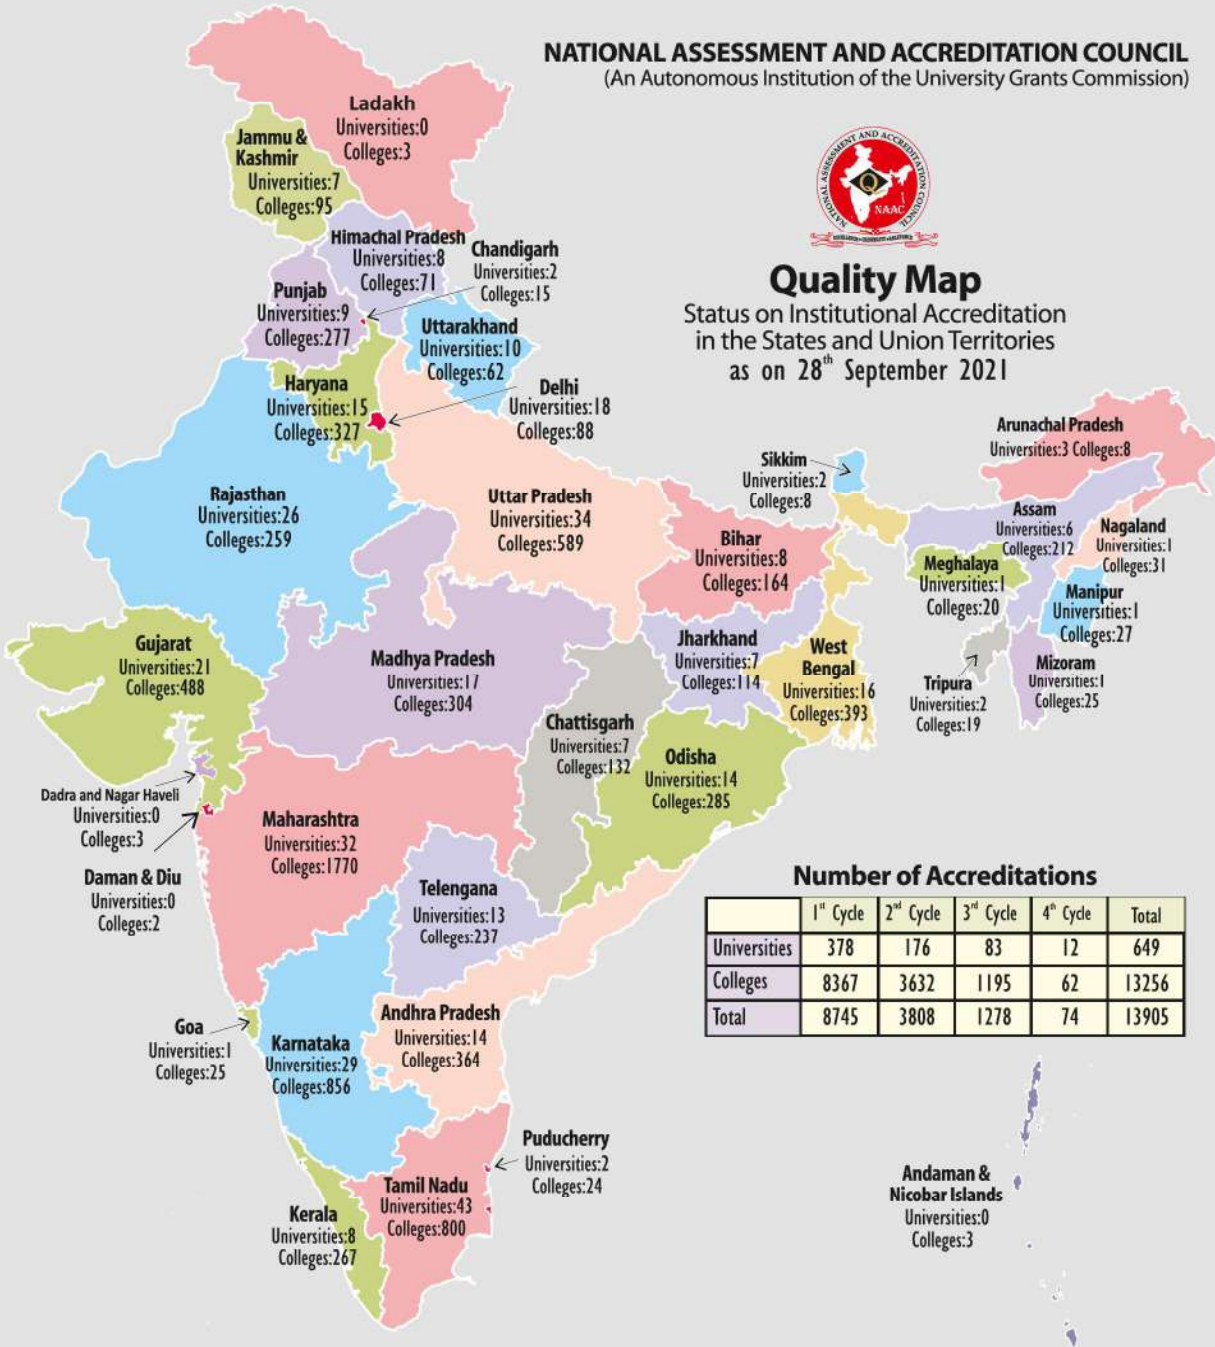 NATIONAL ASSESSMENT AND ACCREDITATION COUNCIL
(An Autonomous Institution of the University Grants Commission)
NATIONAL ASSESSMENT AND ACCREDITATION COUNCIL
Q
NAAC
Quality Map
Status on Institutional Accreditation
in the States and Union Territories
as on 28th September 2021
Ladakh
Universities:0
Colleges:3
Jammu &
Kashmir
Universities:7
Colleges:95
Himachal Pradesh
Universities:8
Colleges:71
Chandigarh
Universities:2
Colleges:15
Punjab
Universities:9
Colleges:277
Uttarakhand
Universities:10
Colleges:62
Haryana
Universities:15
Colleges:327
Delhi
Universities:18
Colleges:88
Arunachal Pradesh
Universities:3 Colleges:8
Sikkim
Universities:2
Colleges:8
Rajasthan
Universities:26
Colleges:259
Uttar Pradesh
Universities:34
Colleges:589
Bihar
Universities:8
Colleges:164
Assam
Universities:6
Colleges:212
Nagaland
Universities:1
Colleges:31
Meghalaya
Universities:1
Colleges:20
Manipur
Universities:1
Colleges:27
Gujarat
Universities:21
Colleges:488
Madhya Pradesh
Universities:17
Colleges:304
Jharkhand
Universities:7
Colleges:114
West
Bengal
Universities:16
Colleges:393
Tripura
Universities:2
Colleges:19
Mizoram
Universities:1
Colleges:25
Chattisgarh
Universities:7
Colleges:132
Odisha
Universities:14
Colleges:285
Dadra and Nagar Haveli
Universities:0
Colleges:3
Daman & Diu
Universities:0
Colleges:2
Maharashtra
Universities:32
Colleges:1770
Telengana
Universities:13
Colleges:237
Number of Accreditations
1st Cycle 2nd Cycle 3rd Cycle 4th Cycle Total
Universities 378 176 83 12 649
Colleges 8367 3632 1195 62 13256
Total 8745 3808 1278 74 13905
Goa
Universities:1
Colleges:25
Karnataka
Universities:29
Colleges:856
Andhra Pradesh
Universities:14
Colleges:364
Puducherry
Universities:2
Colleges:24
Tamil Nadu
Universities:43
Colleges:800
Kerala
Universities:8
Colleges:267
Andaman &
Nicobar Islands
Universities:0
Colleges:3